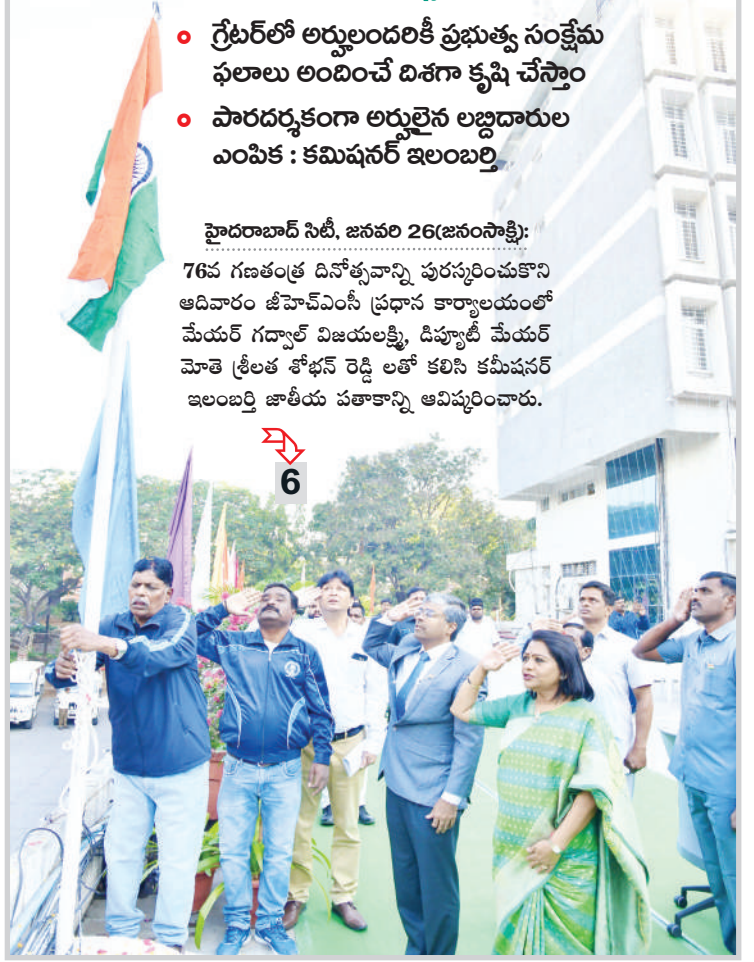 గ్రేటర్‌లో అర్హులందరికీ ప్రభుత్వ సంక్షేమ
ఫలాలు అందించే దిశగా కృషి చేస్తాం
పారదర్శకంగా అర్హులైన లబ్దిదారుల
ఎంపిక : కమిషనర్ ఇలంబర్తి
హైదరాబాద్ సిటీ, జనవరి 26(జనంసాక్షి):
76వ గణతంత్ర దినోత్సవాన్ని పురస్కరించుకొని
ఆదివారం జీహెచ్ఎంసీ ప్రధాన కార్యాలయంలో
మేయర్ గద్వాల్ విజయలక్ష్మి, డిప్యూటీ మేయర్
మోతె శ్రీలత శోభన్ రెడ్డి లతో కలిసి కమీషనర్
ఇలంబర్తి జాతీయ పతాకాన్ని ఆవిష్కరించారు.
6